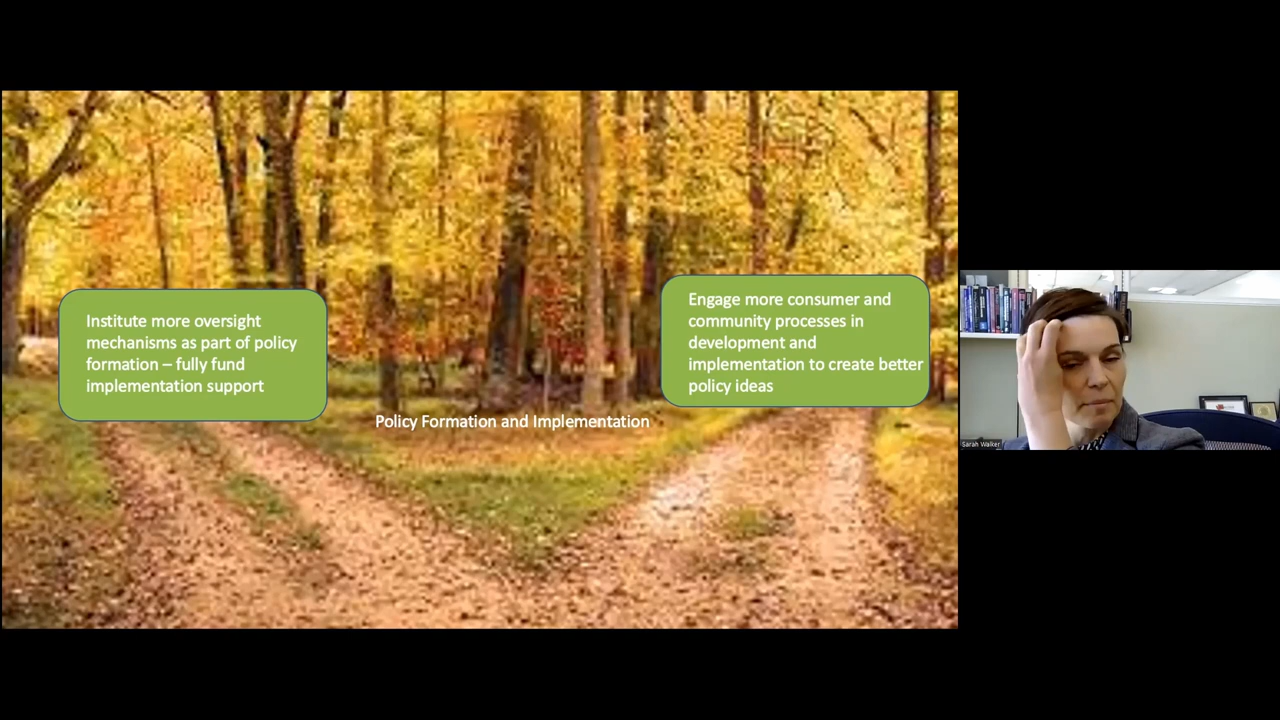 Institute more oversight
mechanisms as part of policy
formation – fully fund
implementation support
Engage more consumer and
community processes in
development and
implementation to create better
policy ideas
Policy Formation and Implementation
Sarah Walker